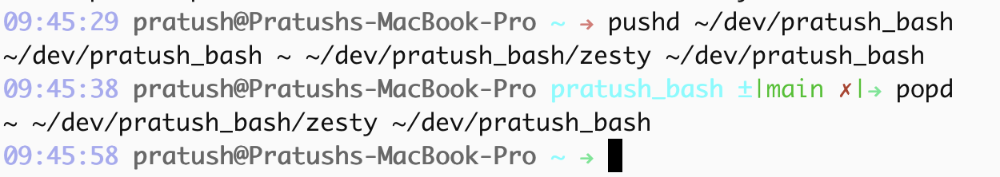 09:45:29 pratush@Pratushs-MacBook-Pro ~ → pushd ~/dev/pratush_bash
~/dev/pratush_bash ~ ~/dev/pratush_bash/zesty ~/dev/pratush_bash
09:45:38 pratush@Pratushs-MacBook-Pro pratush_bash ±|main ✗|→ popd
~ ~/dev/pratush_bash/zesty ~/dev/pratush_bash
09:45:58 pratush@Pratushs-MacBook-Pro ~ →